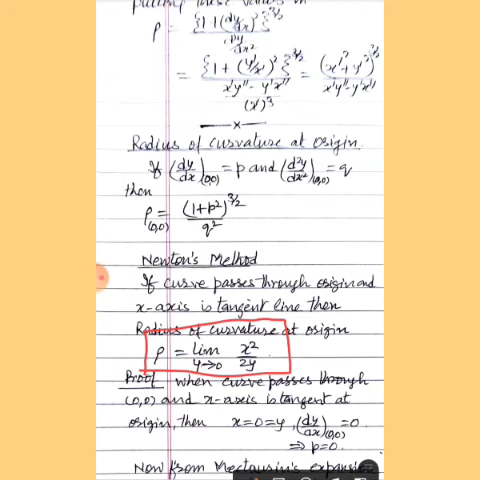 putting these values in
ρ = {1+(dy/dx)²}^3/2 / d²y/dx²
= {1+(y'/x')²}^3/2 / (x'y''-y'x''/(x')³) = (x'²+y'²)^3/2 / x'y''-y'x''
—x—
Radius of curvature at origin.
If (dy/dx)(0,0) = p and (d²y/dx²)(0,0) = q
then
ρ(0,0) = (1+p²)^3/2 / q²
Newton's Method
If curve passes through origin and
x-axis is tangent line then
Radius of curvature at origin
ρ = lim y→0 x²/2y
Proof when curve passes through
(0,0) and x-axis is tangent at
origin, then x=0=y, (dy/dx)(0,0) =0
⇒ p=0.
Now from Mectausin's expansion